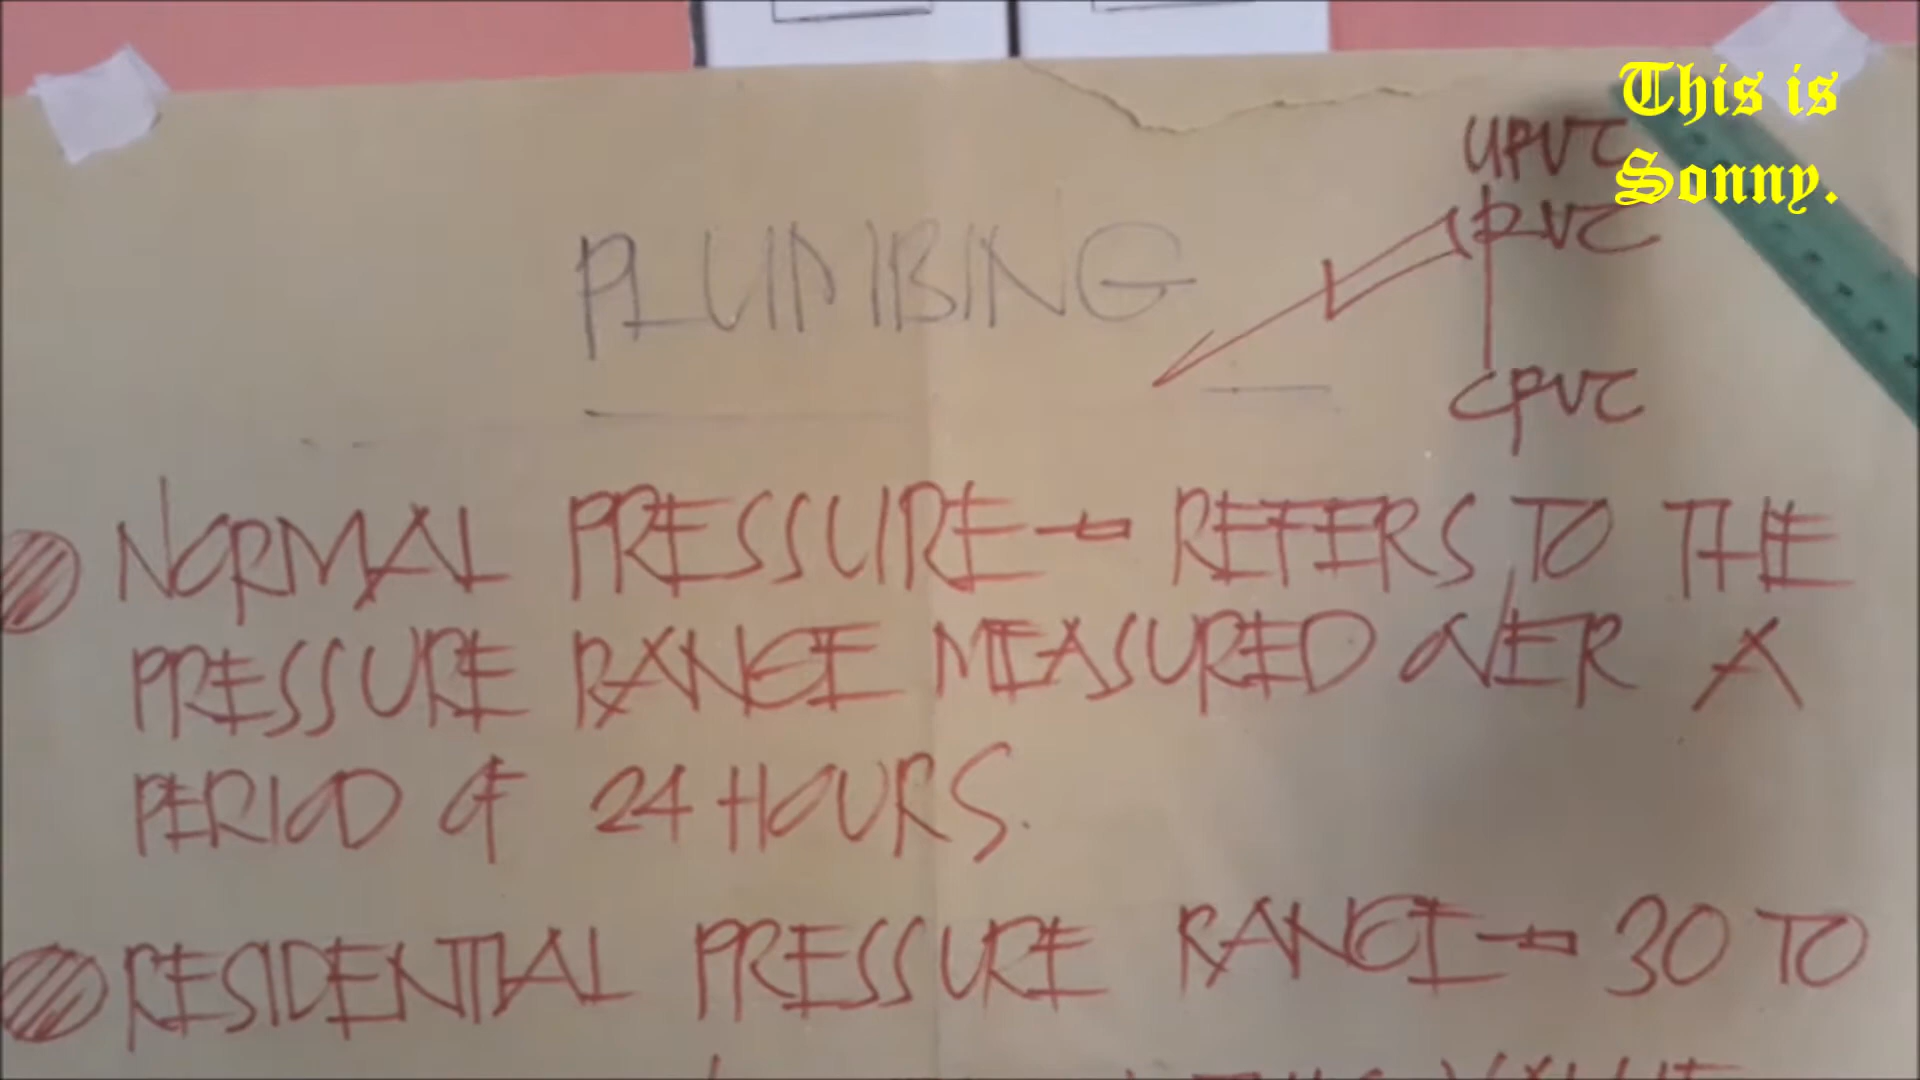 This is
Sonny.
UPVC
PVC
PLUMBING
CPVC
NORMAL PRESSURE - REFERS TO THE
PRESSURE RANGE MEASURED OVER A
PERIOD OF 24 HOURS.
RESIDENTIAL PRESSURE RANGE - 30 TO